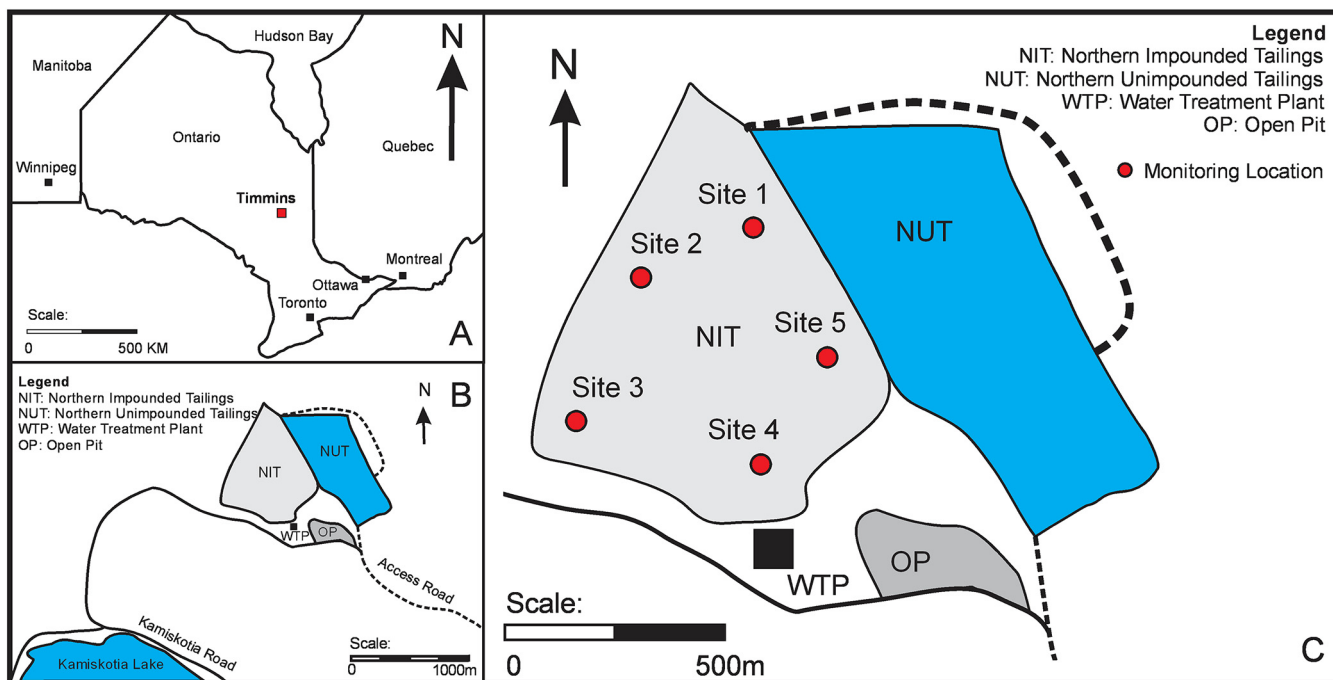 Hudson Bay
N
Manitoba
Ontario
Quebec
Winnipeg
Timmins
Montreal
Ottawa
Toronto
Scale:
0 500 KM
A
Legend
NIT: Northern Impounded Tailings
NUT: Northern Unimpounded Tailings
WTP: Water Treatment Plant
OP: Open Pit
N
B
NUT
NIT
WTP
OP
Access Road
Kamiskotia Road
Scale:
1000m
Kamiskotia Lake
Legend
NIT: Northern Impounded Tailings
NUT: Northern Unimpounded Tailings
WTP: Water Treatment Plant
OP: Open Pit
Monitoring Location
N
Site 1
Site 2
NUT
Site 5
NIT
Site 3
Site 4
OP
WTP
Scale:
0 500m
C